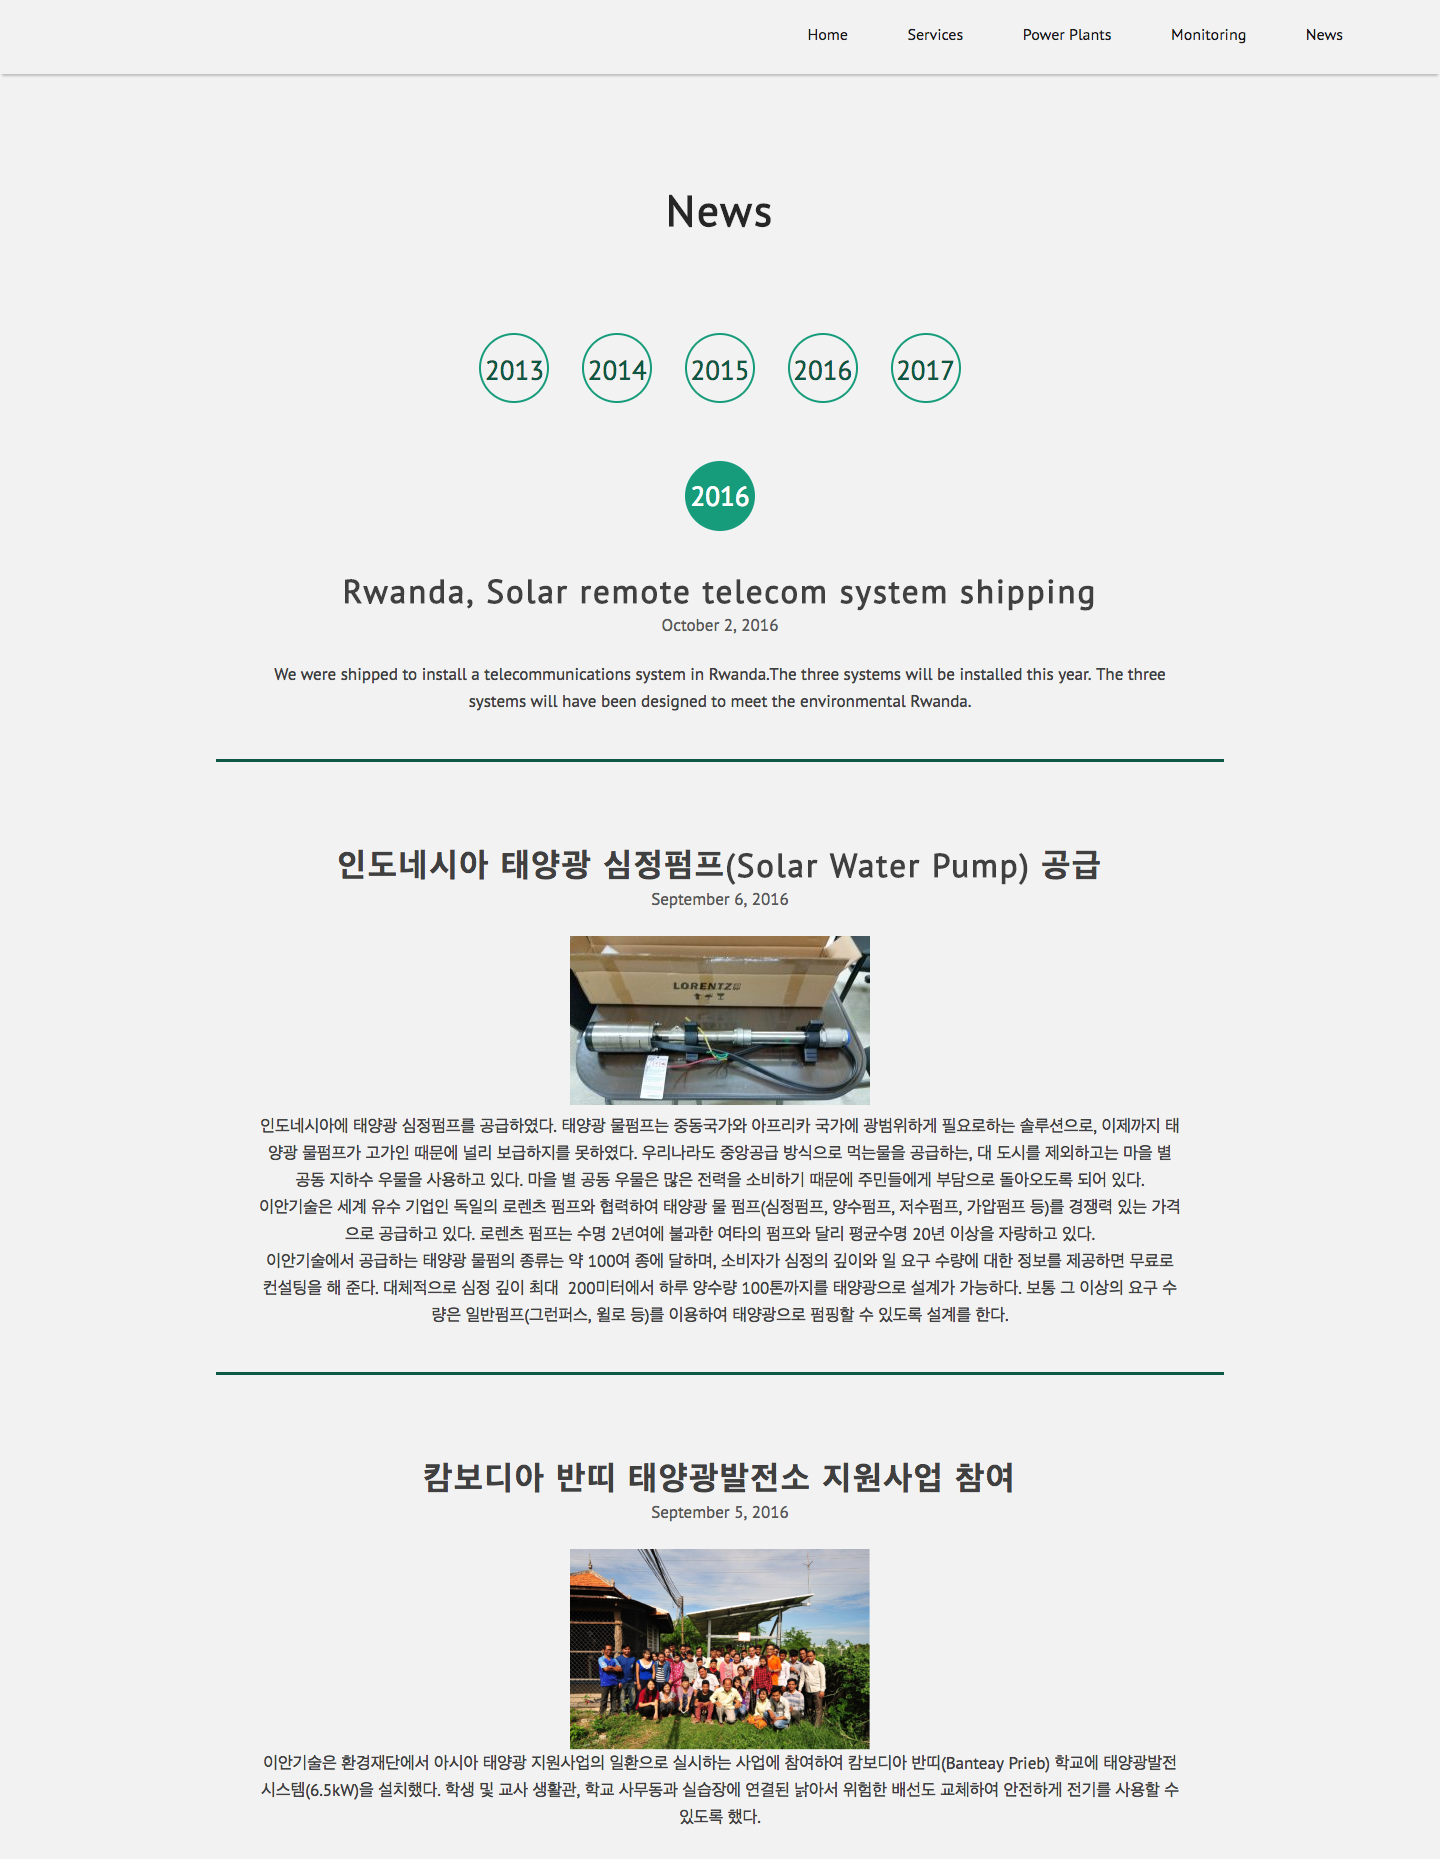 Home Services Power Plants Monitoring News
News
2013 2014 2015 2016 2017
2016
Rwanda, Solar remote telecom system shipping
October 2, 2016
We were shipped to install a telecommunications system in Rwanda.The three systems will be installed this year. The three
systems will have been designed to meet the environmental Rwanda.
인도네시아 태양광 심정펌프(Solar Water Pump) 공급
September 6, 2016
LORENTZ
인도네시아에 태양광 심정펌프를 공급하였다. 태양광 물펌프는 중동국가와 아프리카 국가에 광범위하게 필요로하는 솔루션으로, 이제까지 태
양광 물펌프가 고가인 때문에 널리 보급하지를 못하였다. 우리나라도 중앙공급 방식으로 먹는물을 공급하는, 대 도시를 제외하고는 마을 별
공동 지하수 우물을 사용하고 있다. 마을 별 공동 우물은 많은 전력을 소비하기 때문에 주민들에게 부담으로 돌아오도록 되어 있다.
이안기술은 세계 유수 기업인 독일의 로렌츠 펌프와 협력하여 태양광 물 펌프(심정펌프, 양수펌프, 저수펌프, 가압펌프 등)를 경쟁력 있는 가격
으로 공급하고 있다. 로렌츠 펌프는 수명 2년여에 불과한 여타의 펌프와 달리 평균수명 20년 이상을 자랑하고 있다.
이안기술에서 공급하는 태양광 물펌의 종류는 약 100여 종에 달하며, 소비자가 심정의 깊이와 일 요구 수량에 대한 정보를 제공하면 무료로
컨설팅을 해 준다. 대체적으로 심정 깊이 최대 200미터에서 하루 양수량 100톤까지를 태양광으로 설계가 가능하다. 보통 그 이상의 요구 수
량은 일반펌프(그런퍼스, 윌로 등)를 이용하여 태양광으로 펌핑할 수 있도록 설계를 한다.
캄보디아 반띠 태양광발전소 지원사업 참여
September 5, 2016
이안기술은 환경재단에서 아시아 태양광 지원사업의 일환으로 실시하는 사업에 참여하여 캄보디아 반띠(Banteay Prieb) 학교에 태양광발전
시스템(6.5kW)을 설치했다. 학생 및 교사 생활관, 학교 사무동과 실습장에 연결된 낡아서 위험한 배선도 교체하여 안전하게 전기를 사용할 수
있도록 했다.